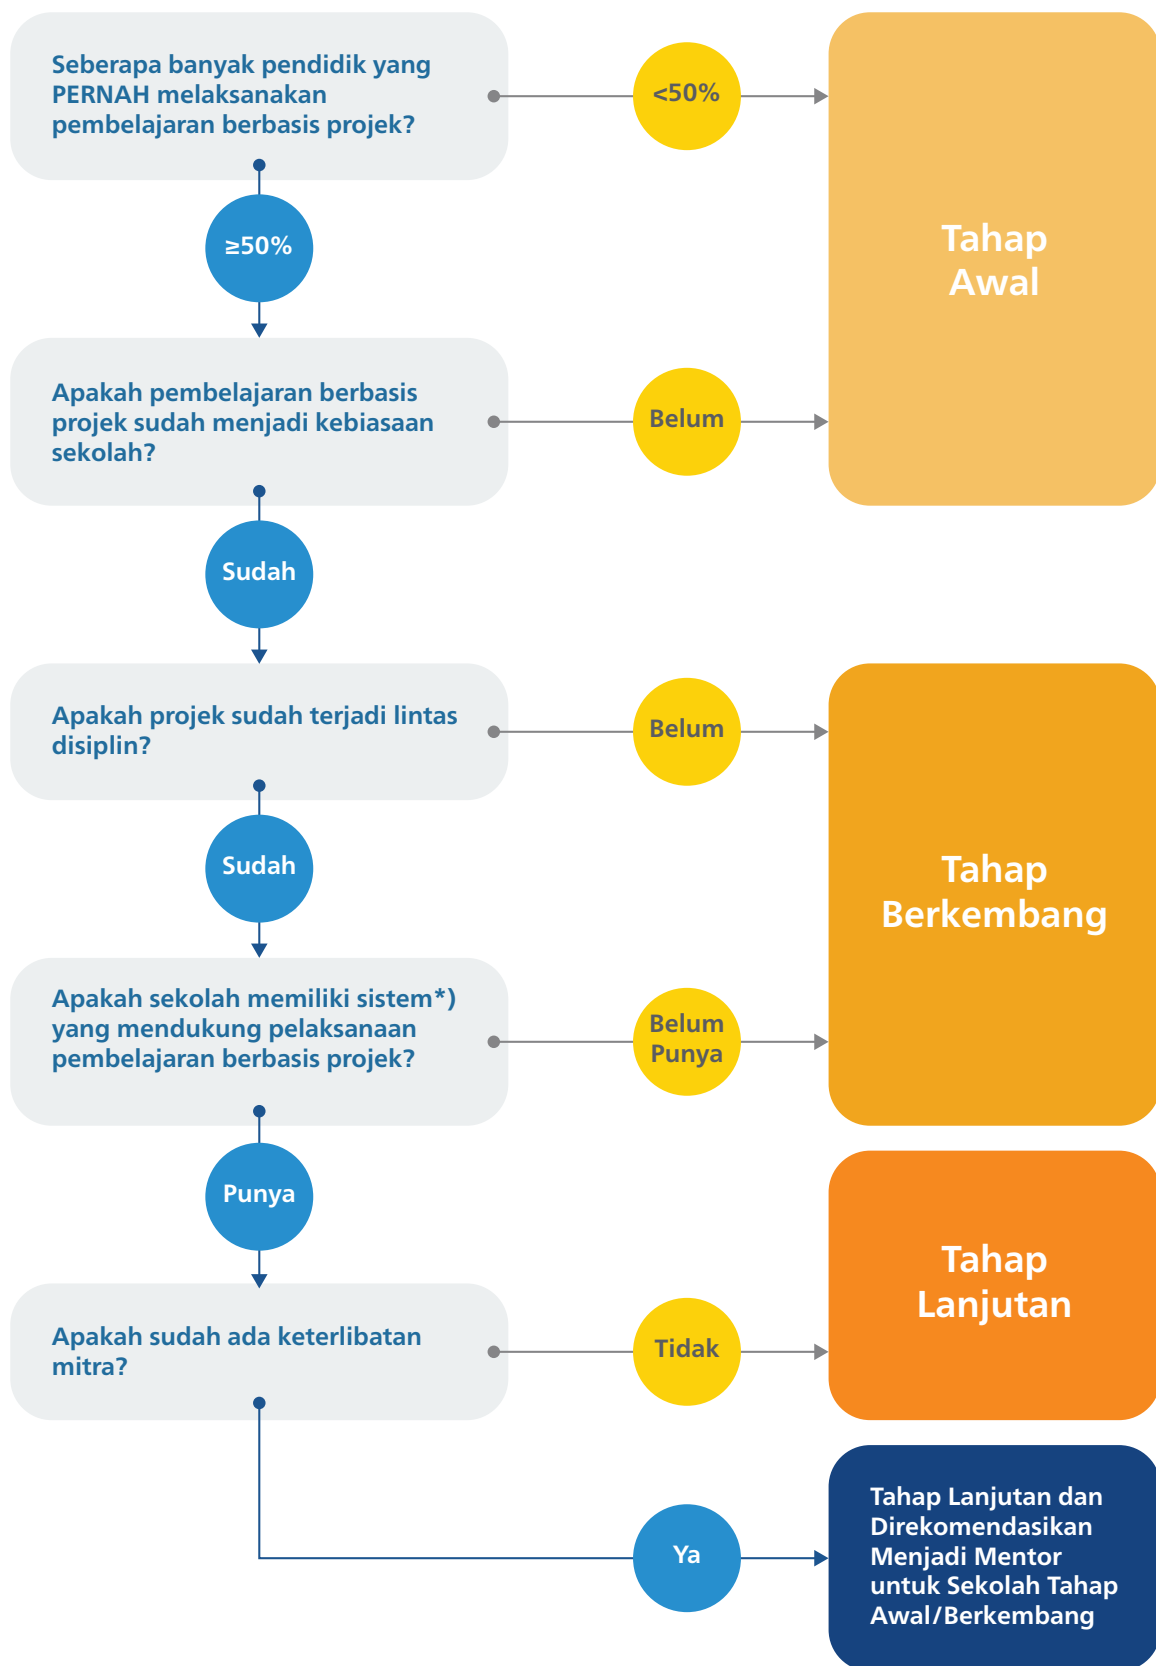 Seberapa banyak pendidik yang
PERNAH melaksanakan
pembelajaran berbasis projek?
<50%
Tahap
Awal
≥50%
Apakah pembelajaran berbasis
projek sudah menjadi kebiasaan
sekolah?
Belum
Sudah
Apakah projek sudah terjadi lintas
disiplin?
Belum
Tahap
Berkembang
Sudah
Apakah sekolah memiliki sistem*)
yang mendukung pelaksanaan
pembelajaran berbasis projek?
Belum
Punya
Punya
Apakah sudah ada keterlibatan
mitra?
Tidak
Tahap
Lanjutan
Ya
Tahap Lanjutan dan
Direkomendasikan
Menjadi Mentor
untuk Sekolah Tahap
Awal/Berkembang